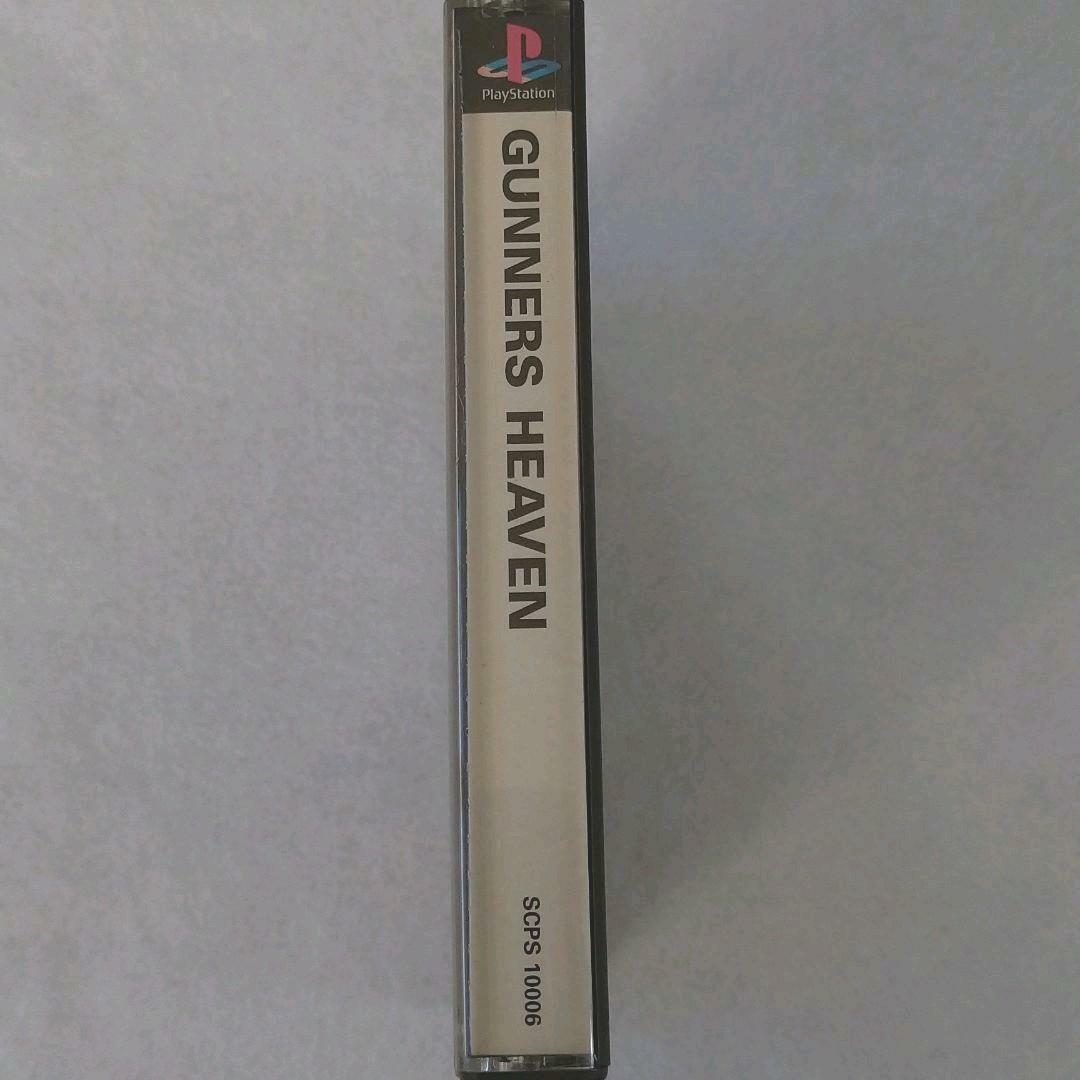 PlayStation
GUNNERS HEAVEN
SCPS 10006